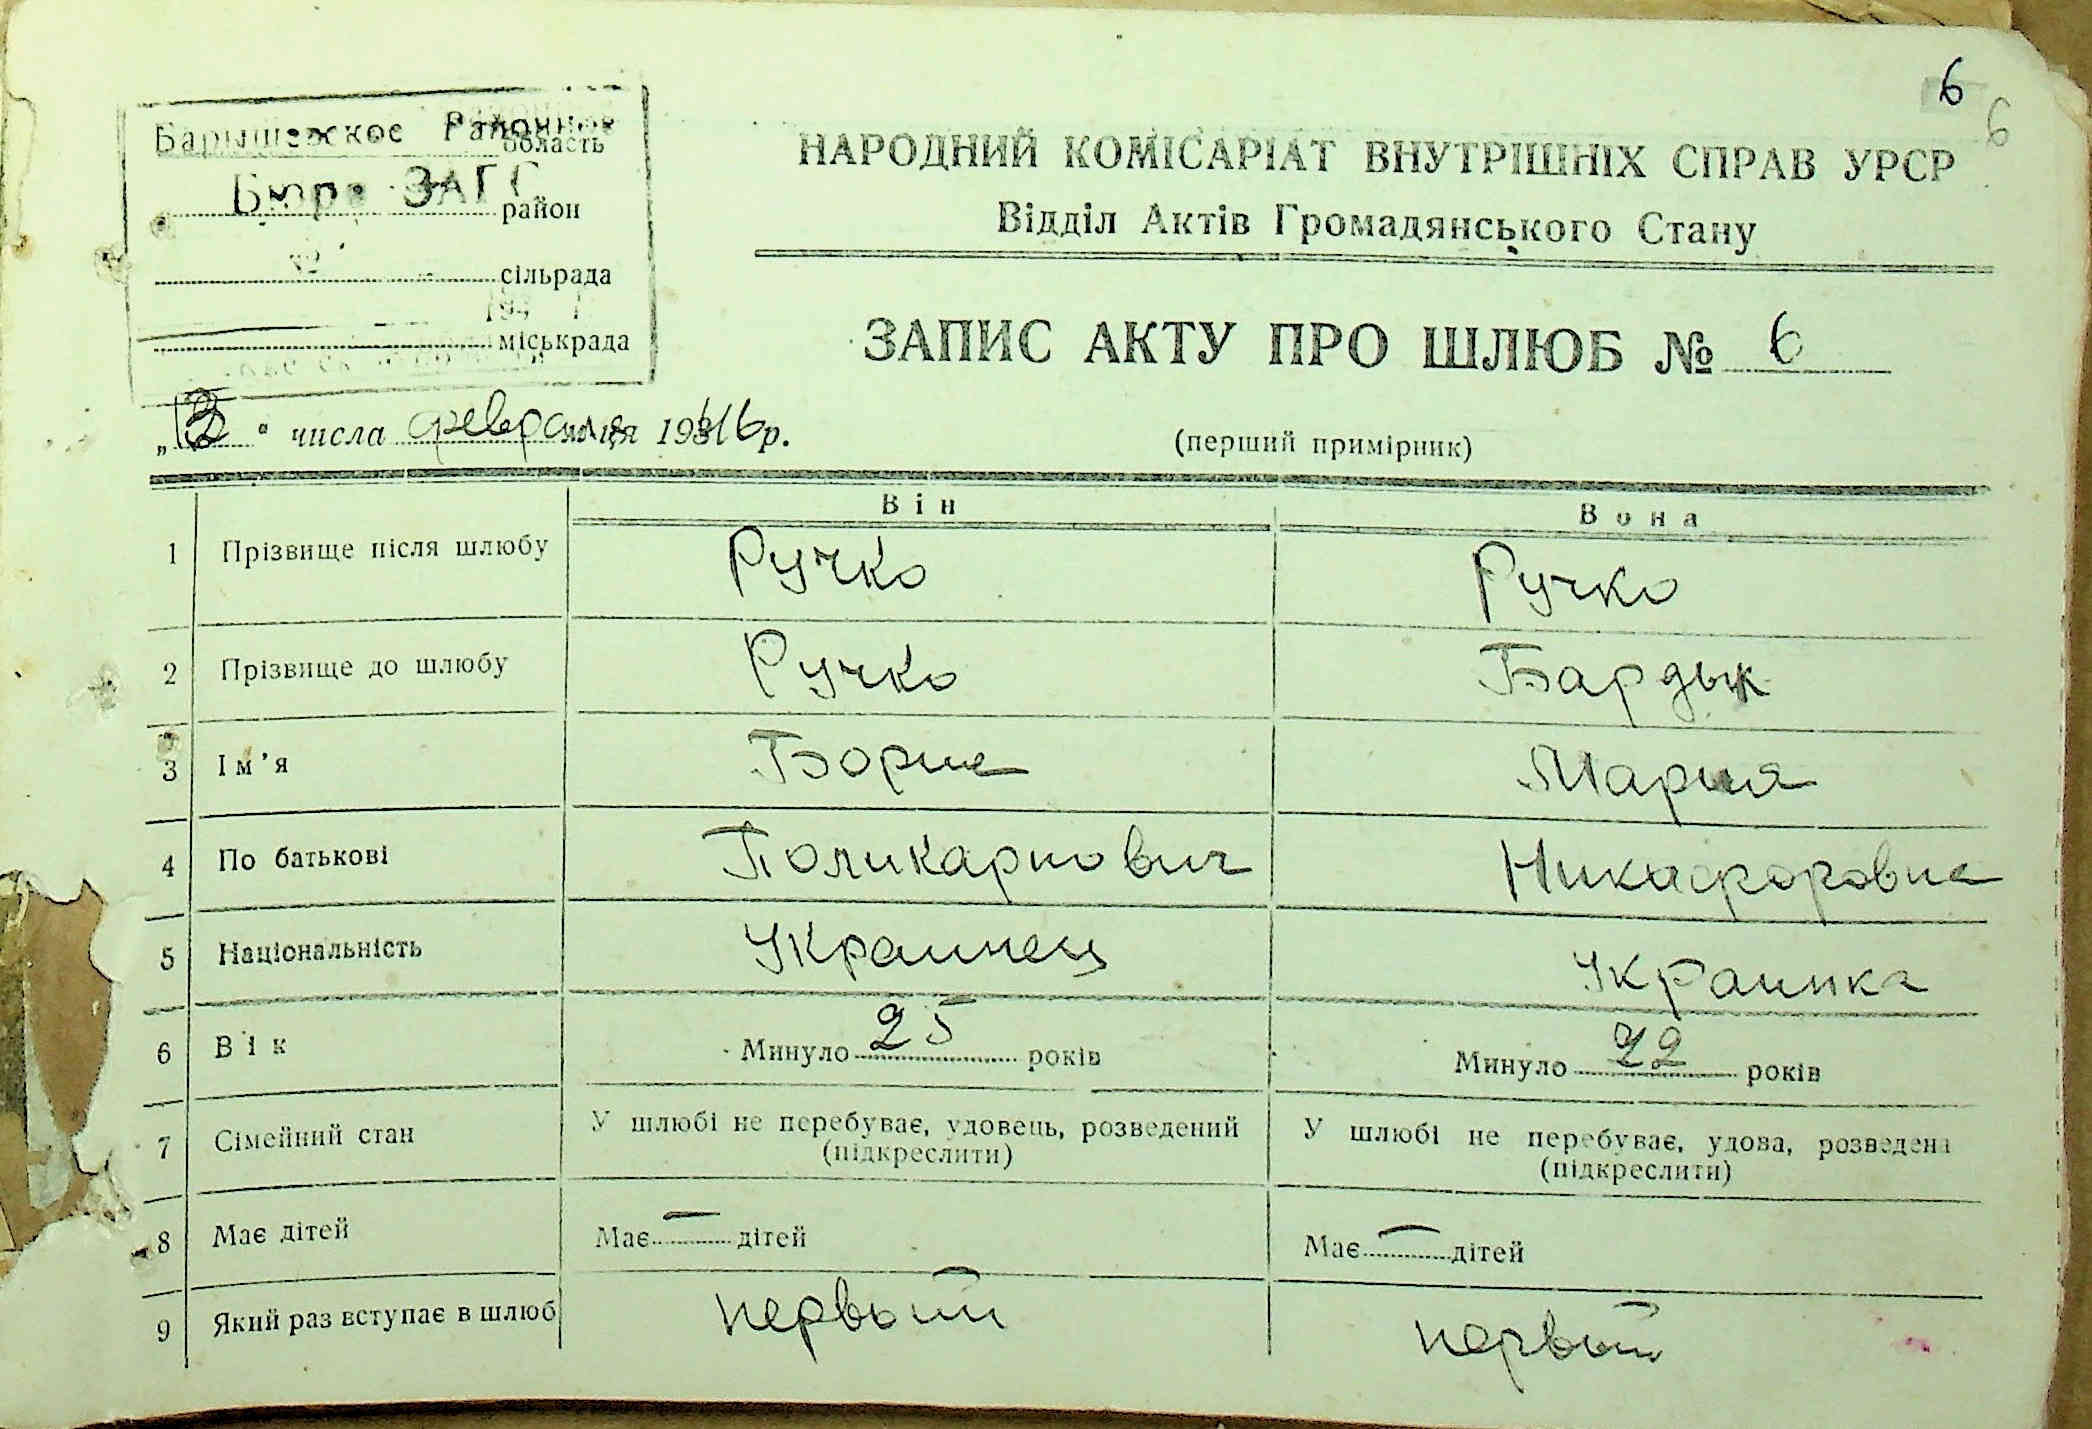 6
6
Барышевское Районное
область
Бюро ЗАГС
район
сільрада
194
міськрада
НАРОДНИЙ КОМІСАРІАТ ВНУТРІШНІХ СПРАВ УРСР
Відділ Актів Громадянського Стану
ЗАПИС АКТУ ПРО ШЛЮБ № 6
" числа февраля місяця 1946 р.
(перший примірник)
Він Вона
1 Прізвище після шлюбу Ручко Ручко
2 Прізвище до шлюбу Ручко Бардык
3 Ім'я Борис Мария
4 По батькові Поликарпович Никифоровна
5 Національність Украинец Украинка
6 Вік Минуло 25 років Минуло 22 років
7 Сімейний стан У шлюбі не перебуває, удовець, розведений У шлюбі не перебуває, удова, розведена
(підкреслити) (підкреслити)
8 Має дітей Має — дітей Має — дітей
9 Який раз вступає в шлюб первый первый